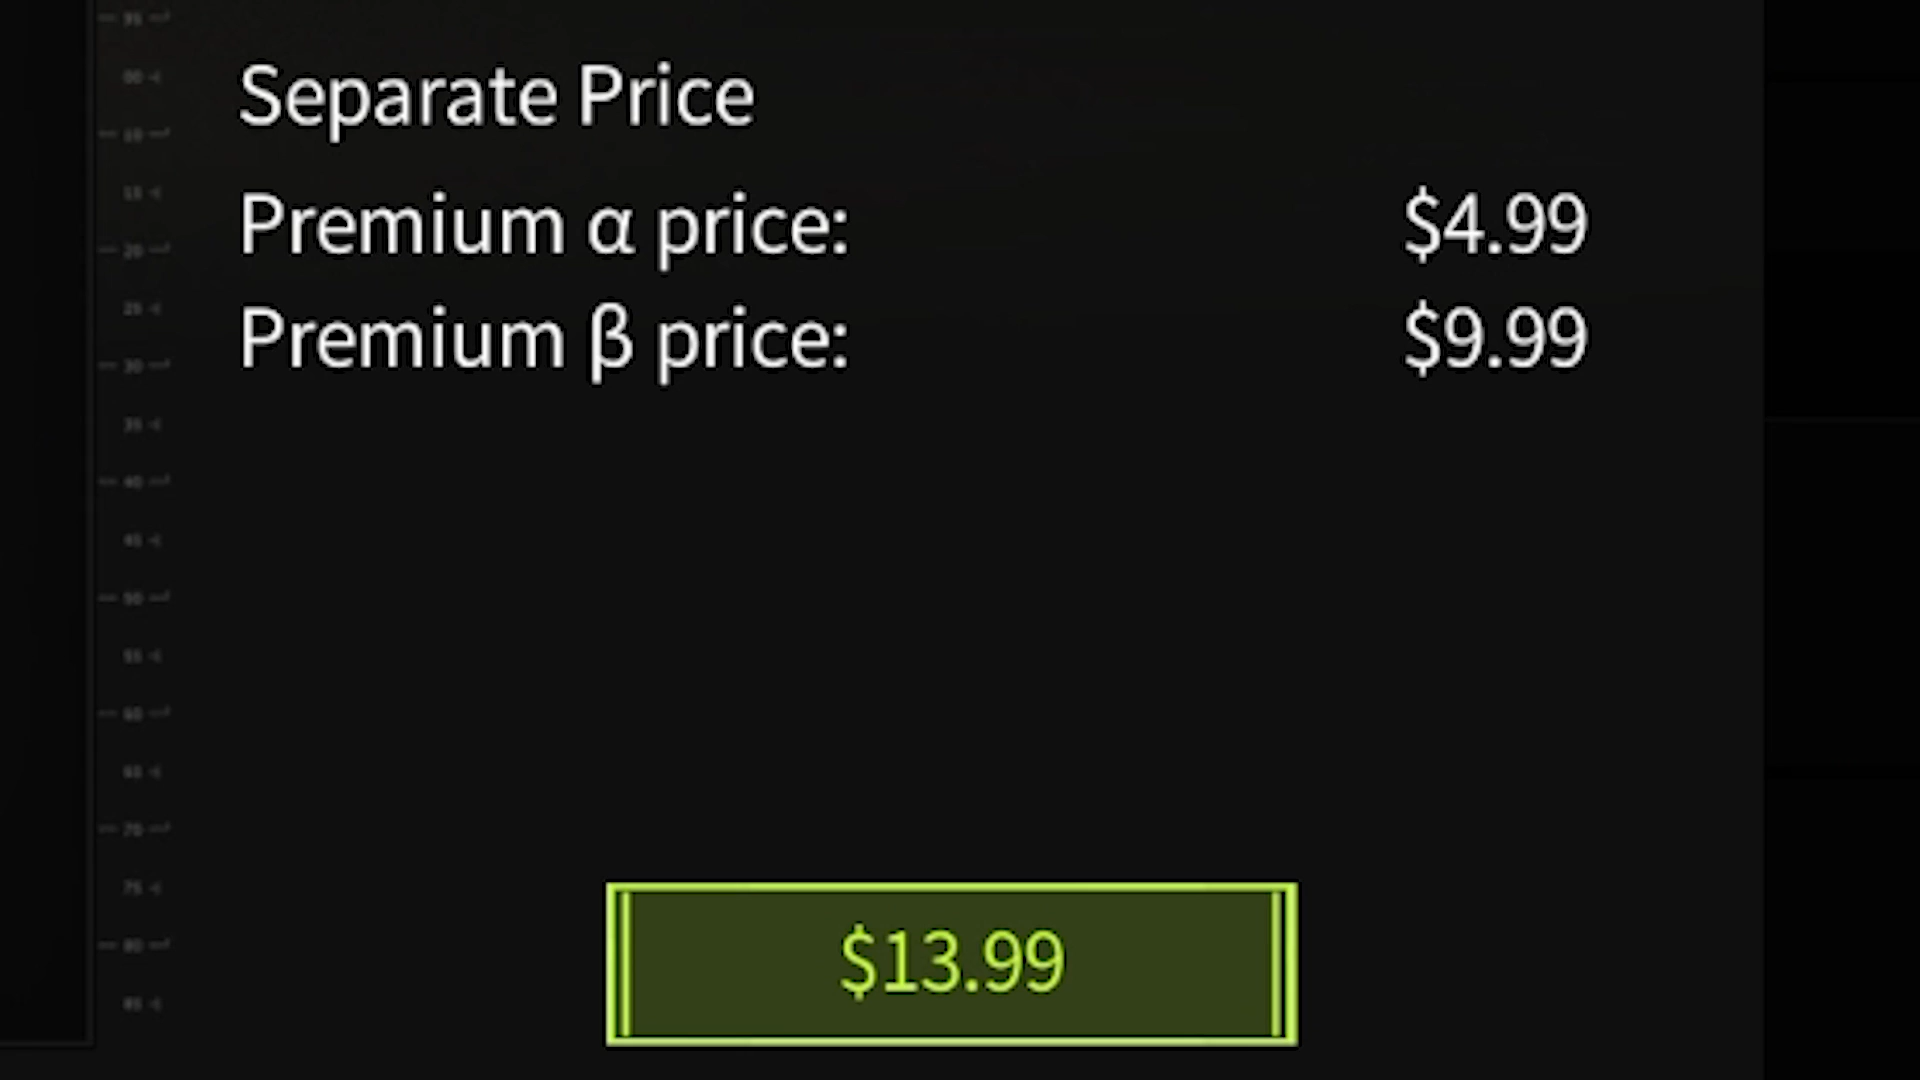 Separate Price
Premium α price: $4.99
Premium β price: $9.99
$13.99